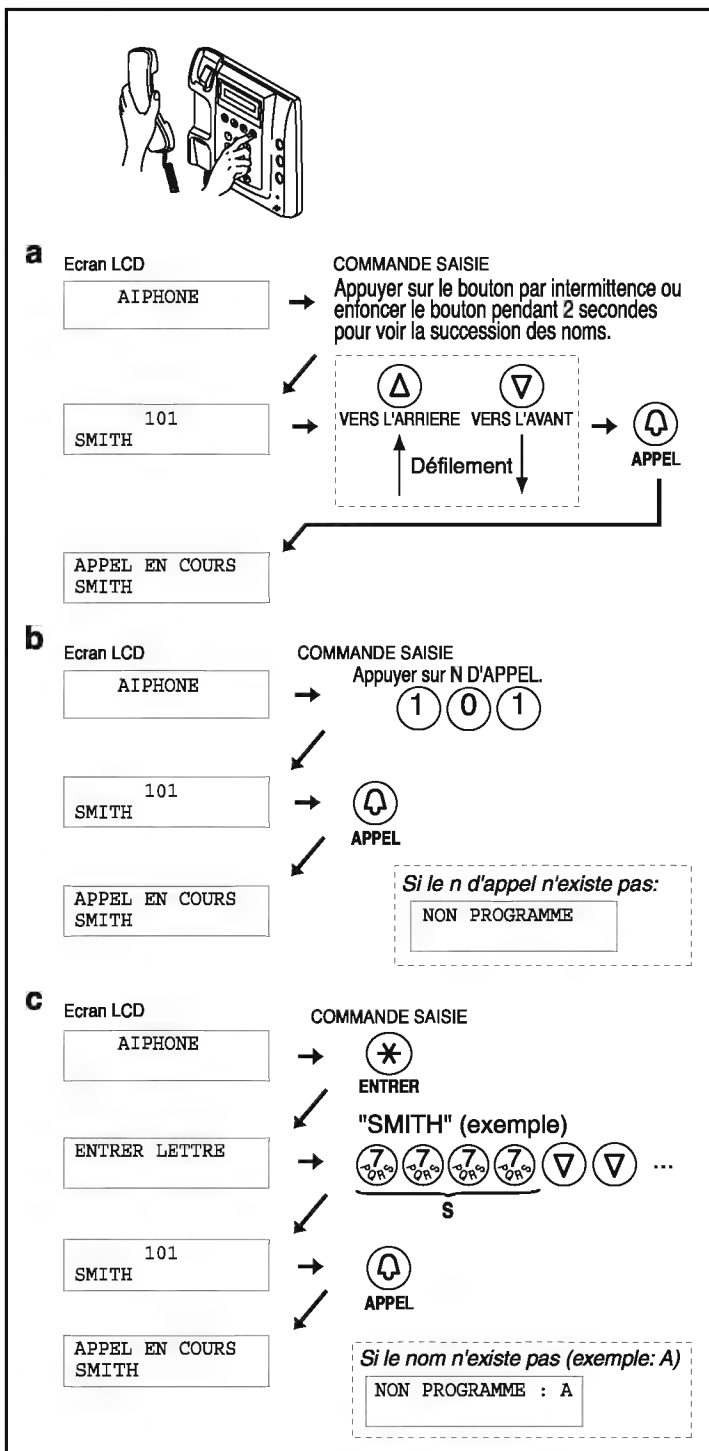 a
Ecran LCD
COMMANDE SAISIE
AIPHONE
Appuyer sur le bouton par intermittence ou
enfoncer le bouton pendant 2 secondes
pour voir la succession des noms.
101
SMITH
VERS L'ARRIERE VERS L'AVANT
Défilement
APPEL
APPEL EN COURS
SMITH
b
Ecran LCD
COMMANDE SAISIE
AIPHONE
Appuyer sur N D'APPEL.
1 0 1
101
SMITH
APPEL
APPEL EN COURS
SMITH
Si le n d'appel n'existe pas:
NON PROGRAMME
c
Ecran LCD
COMMANDE SAISIE
AIPHONE
ENTRER
"SMITH" (exemple)
ENTRER LETTRE
7 PQRS 7 PQRS 7 PQRS 7 PQRS ...
S
101
SMITH
APPEL
APPEL EN COURS
SMITH
Si le nom n'existe pas (exemple: A)
NON PROGRAMME : A